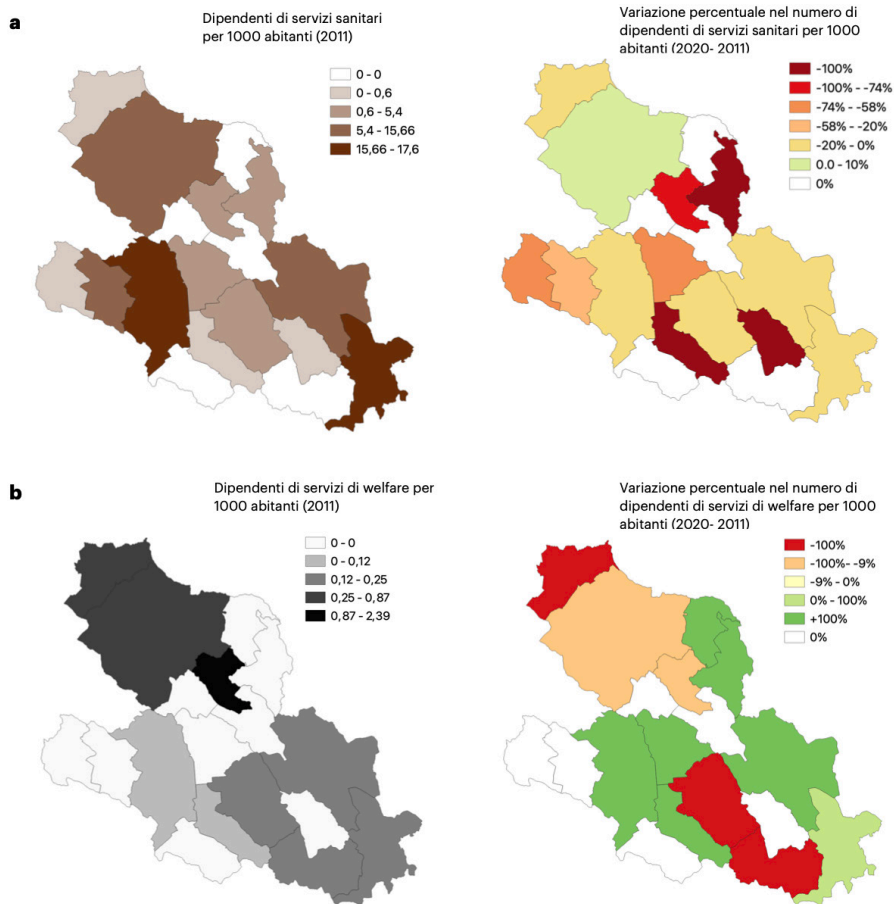 a
Dipendenti di servizi sanitari
per 1000 abitanti (2011)
0 - 0
0 - 0,6
0,6 - 5,4
5,4 - 15,66
15,66 - 17,6
Variazione percentuale nel numero di
dipendenti di servizi sanitari per 1000
abitanti (2020- 2011)
-100%
-100% - -74%
-74% - -58%
-58% - -20%
-20% - 0%
0.0 - 10%
0%
b
Dipendenti di servizi di welfare per
1000 abitanti (2011)
0 - 0
0 - 0,12
0,12 - 0,25
0,25 - 0,87
0,87 - 2,39
Variazione percentuale nel numero di
dipendenti di servizi di welfare per 1000
abitanti (2020- 2011)
-100%
-100%- -9%
-9% - 0%
0% - 100%
+100%
0%